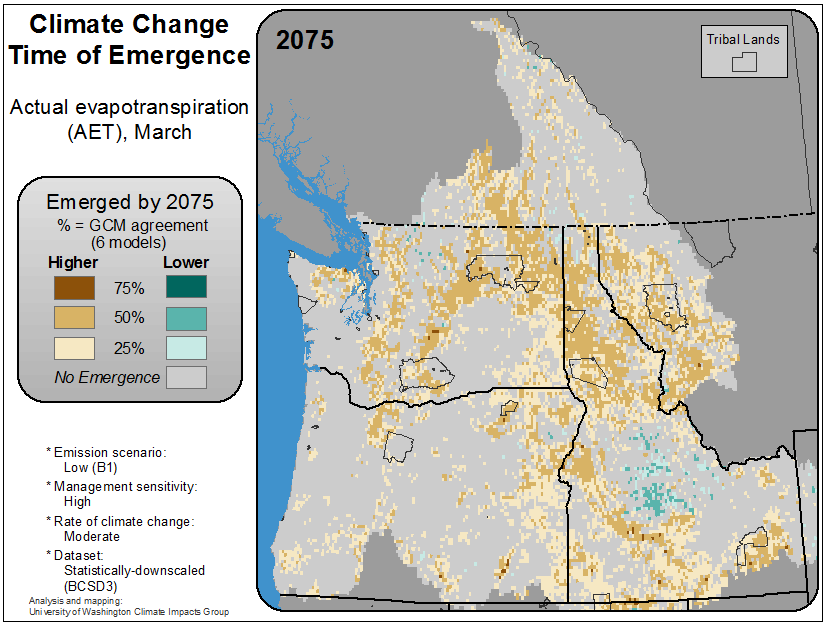 Climate Change
Time of Emergence
Actual evapotranspiration
(AET), March
Emerged by 2075
% = GCM agreement
(6 models)
Higher Lower
75%
50%
25%
No Emergence
* Emission scenario:
Low (B1)
* Management sensitivity:
High
* Rate of climate change:
Moderate
* Dataset:
Statistically-downscaled
(BCSD3)
Analysis and mapping:
University of Washington Climate Impacts Group
2075
Tribal Lands